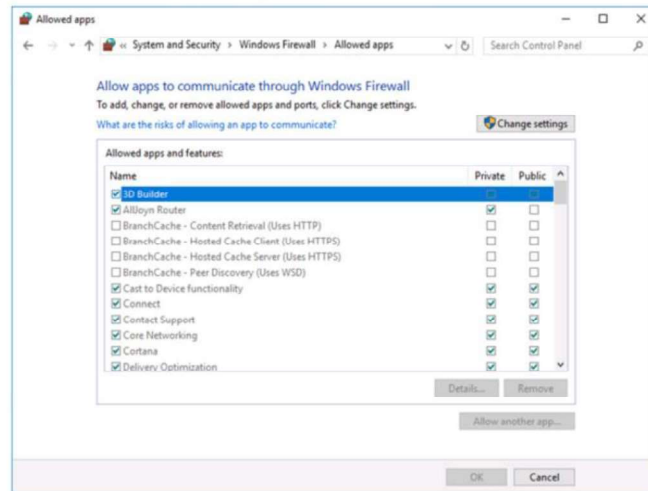 Allowed apps
« System and Security > Windows Firewall > Allowed apps
Search Control Panel
Allow apps to communicate through Windows Firewall
To add, change, or remove allowed apps and ports, click Change settings.
What are the risks of allowing an app to communicate?
Change settings
Allowed apps and features:
Name Private Public
3D Builder
AllJoyn Router
BranchCache - Content Retrieval (Uses HTTP)
BranchCache - Hosted Cache Client (Uses HTTPS)
BranchCache - Hosted Cache Server (Uses HTTPS)
BranchCache - Peer Discovery (Uses WSD)
Cast to Device functionality
Connect
Contact Support
Core Networking
Cortana
Delivery Optimization
Details... Remove
Allow another app...
OK Cancel